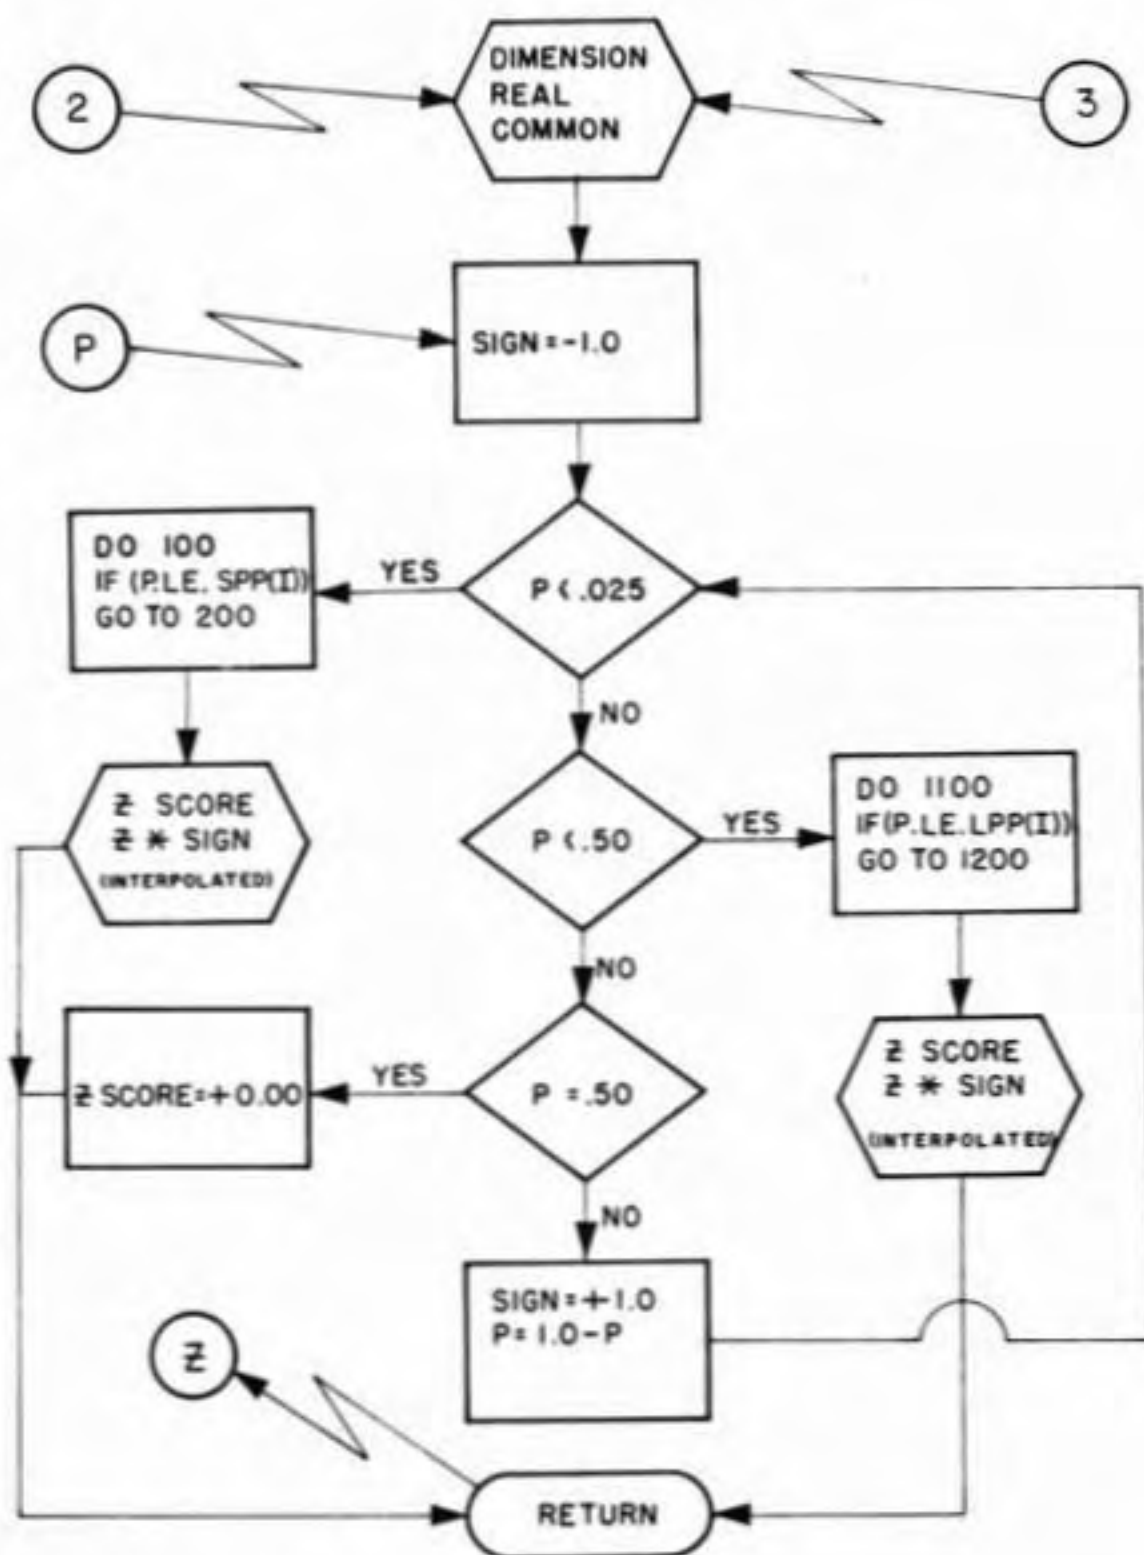 DIMENSION
REAL
COMMON
2
3
P
SIGN=-1.0
DO 100
IF (P.LE. SPP(I))
GO TO 200
YES
P<.025
NO
Z SCORE
Z * SIGN
(INTERPOLATED)
P<.50
YES
DO 1100
IF(P.LE.LPP(I))
GO TO 1200
NO
Z SCORE=+0.00
YES
P =.50
Z SCORE
Z * SIGN
(INTERPOLATED)
NO
SIGN=+1.0
P= 1.0-P
Z
RETURN